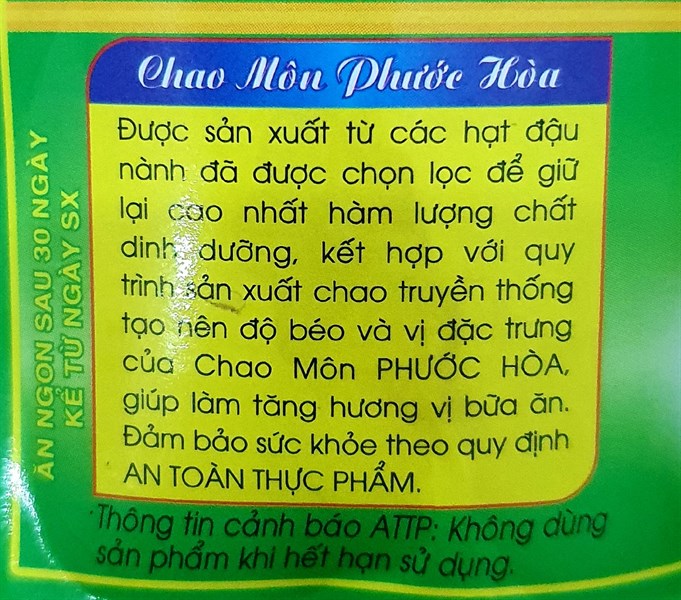 Chao Môn Phước Hòa
Được sản xuất từ các hạt đậu
nành đã được chọn lọc để giữ
lại cao nhất hàm lượng chất
dinh dưỡng, kết hợp với quy
trình sản xuất chao truyền thống
tạo nên độ béo và vị đặc trưng
của Chao Môn PHƯỚC HÒA,
giúp làm tăng hương vị bữa ăn.
Đảm bảo sức khỏe theo quy định
AN TOÀN THỰC PHẨM.
Thông tin cảnh báo ATTP: Không dùng
sản phẩm khi hết hạn sử dụng.
ĂN NGON SAU 30 NGÀY
KỂ TỪ NGÀY SX